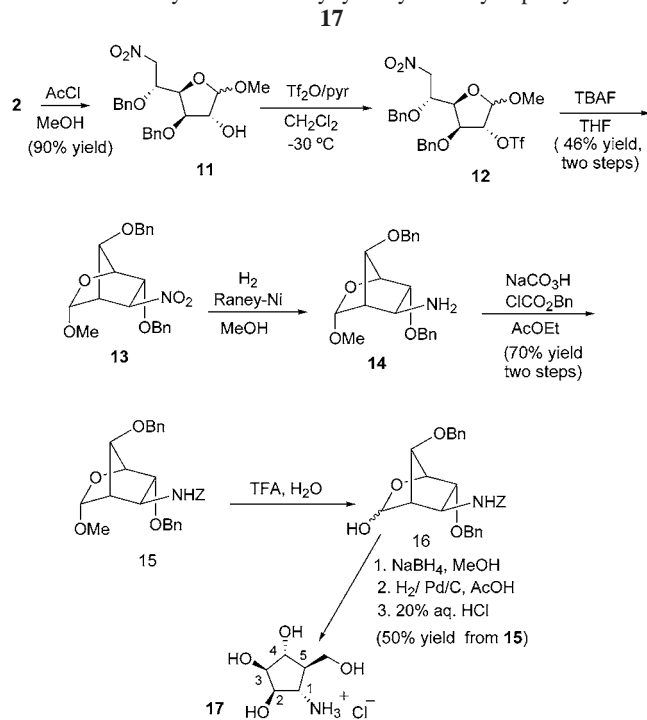 17
O₂N
BnO
BnO
O
OMe
OH
11
2
AcCl
MeOH
(90% yield)
Tf₂O/pyr
CH₂Cl₂
-30 ºC
O₂N
BnO
BnO
O
OMe
OTf
12
TBAF
THF
( 46% yield,
two steps)
OBn
O
OMe
NO₂
OBn
13
H₂
Raney-Ni
MeOH
OBn
O
OMe
NH₂
OBn
14
NaCO₃H
ClCO₂Bn
AcOEt
(70% yield
two steps)
OBn
O
OMe
NHZ
OBn
15
TFA, H₂O
OBn
O
HO
NHZ
OBn
16
1. NaBH₄, MeOH
2. H₂/ Pd/C, AcOH
3. 20% aq. HCl
(50% yield from 15)
OH
HO
HO
OH
4
5
3
2
1
NH₃
+
Cl
−
17